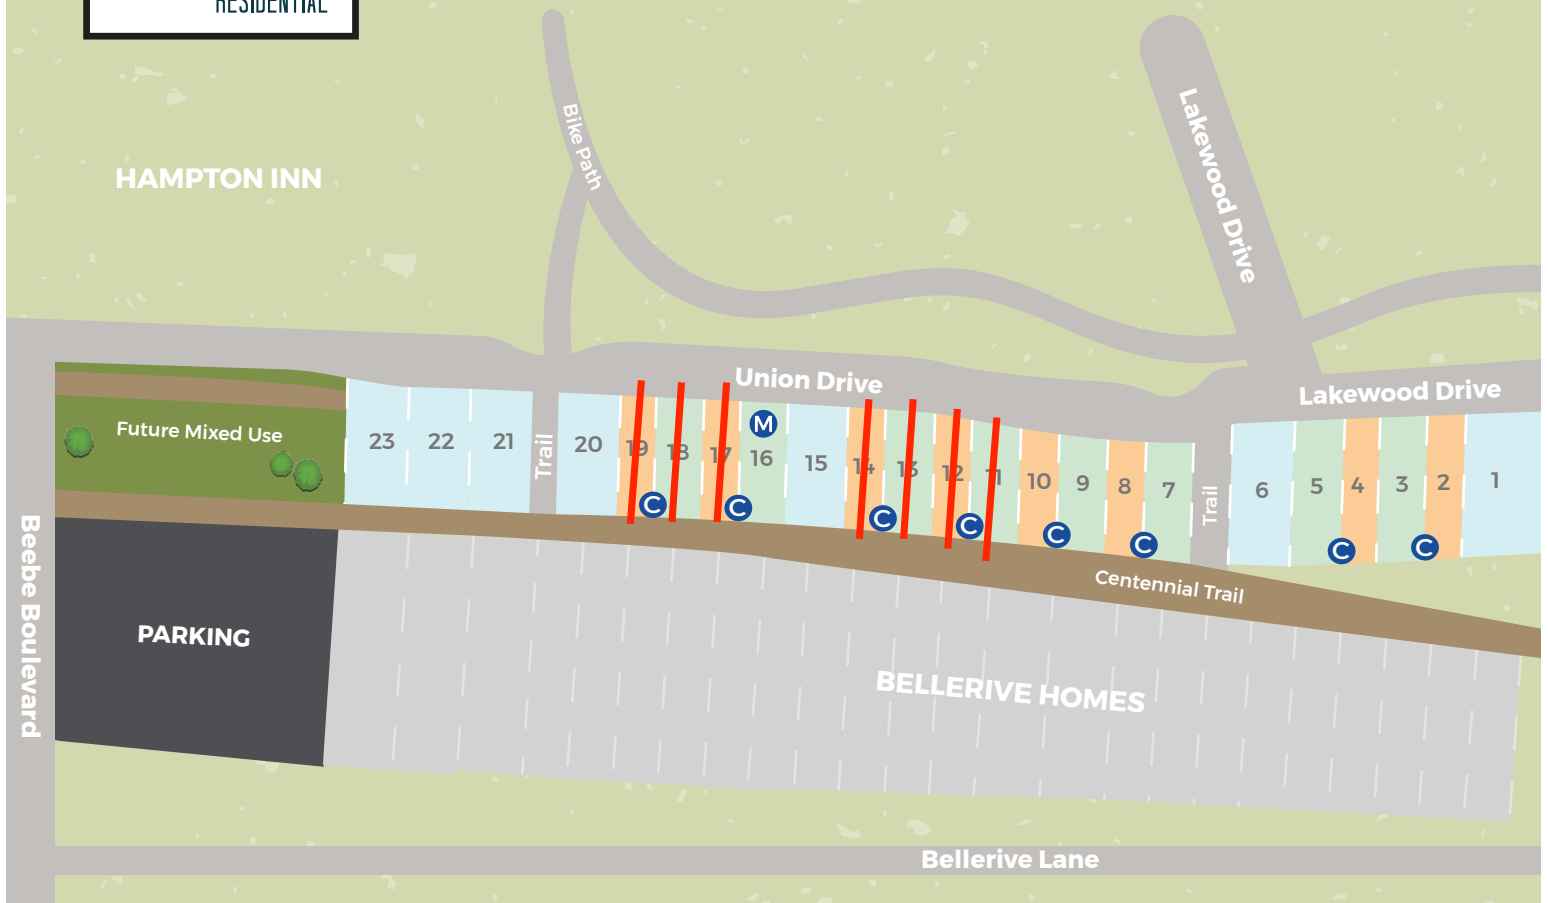 RESIDENTIAL
Bike Path
Lakewood Drive
HAMPTON INN
Union Drive
Lakewood Drive
Future Mixed Use
23
22
21
Trail
20
19
18
17
M
16
15
14
13
12
11
10
9
8
7
Trail
6
5
4
3
2
1
C
C
C
C
C
C
C
C
Centennial Trail
Beebe Boulevard
PARKING
BELLERIVE HOMES
Bellerive Lane